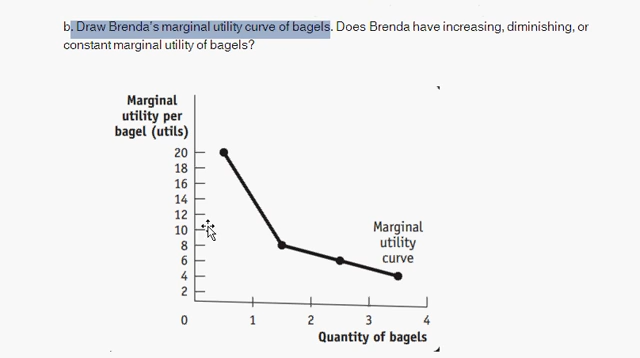 b. Draw Brenda's marginal utility curve of bagels. Does Brenda have increasing, diminishing, or
constant marginal utility of bagels?
Marginal
utility per
bagel (utils)
20
18
16
14
12
10
8
6
4
2
Marginal
utility
curve
0 1 2 3 4
Quantity of bagels